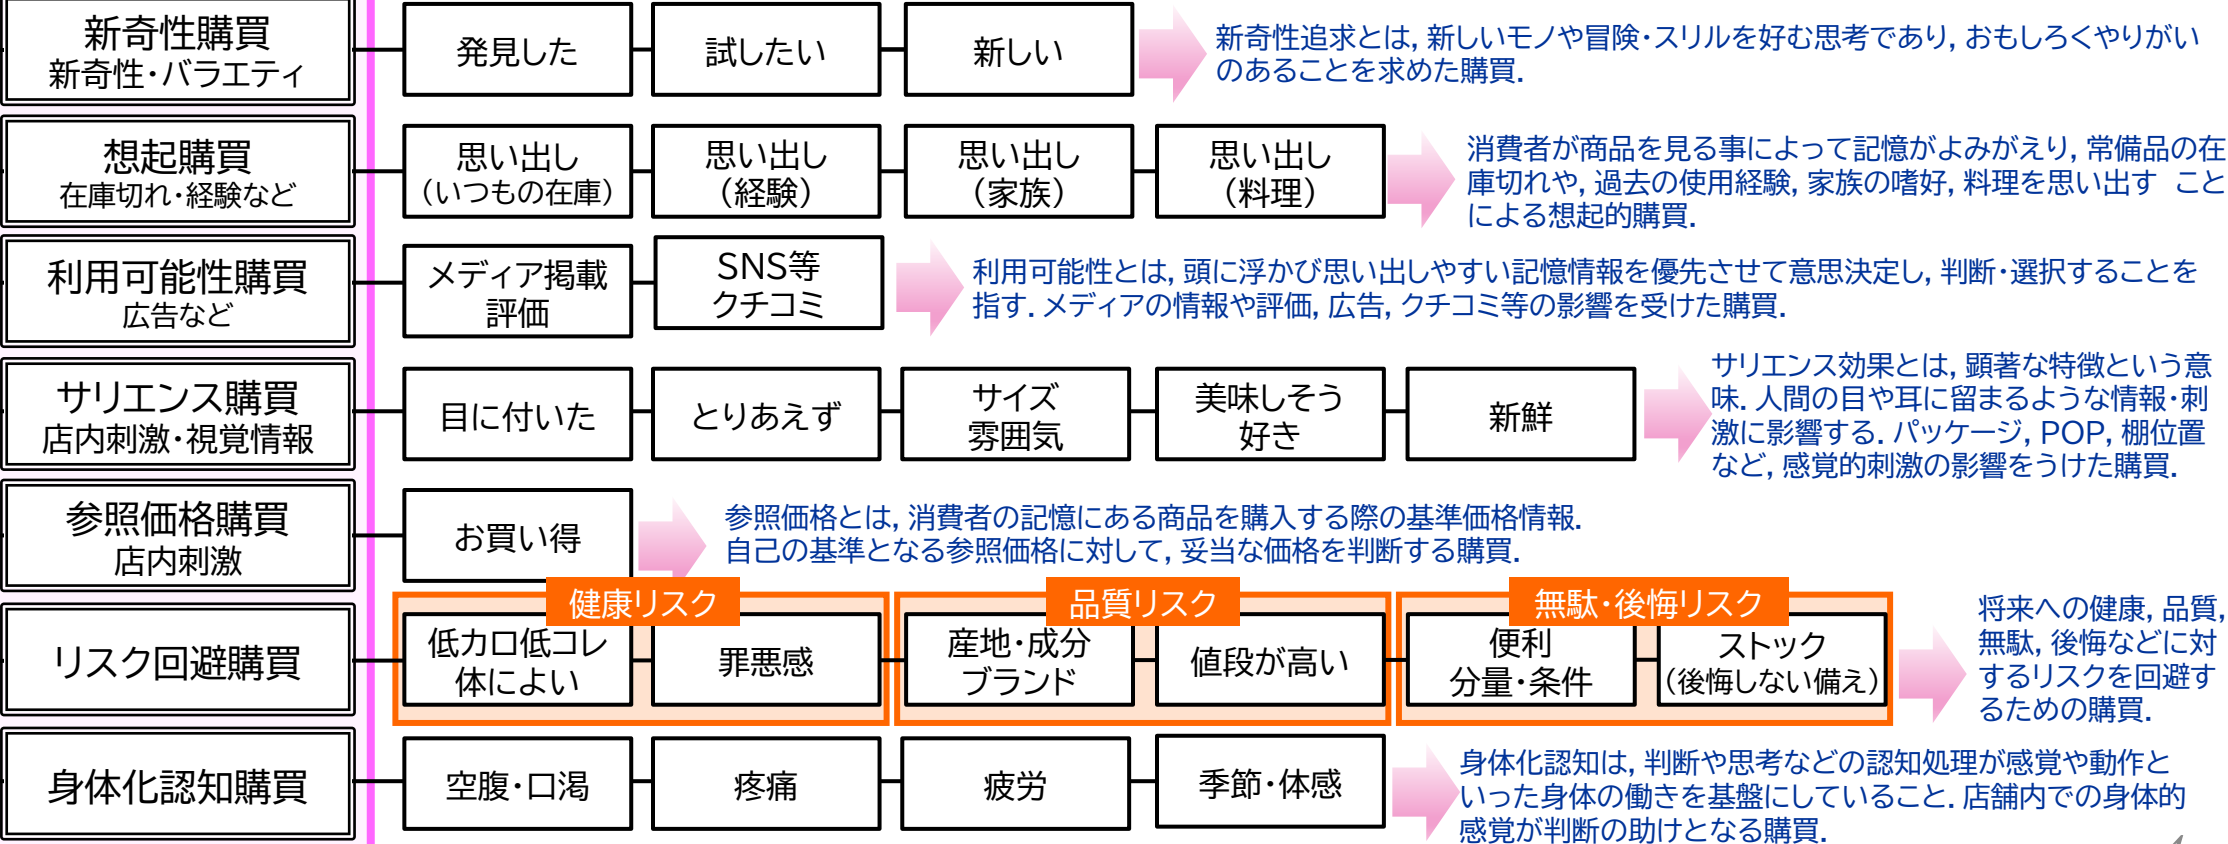 新奇性購買
新奇性・バラエティ
発見した
試したい
新しい
新奇性追求とは, 新しいモノや冒険・スリルを好む思考であり, おもしろくやりがい
のあることを求めた購買.
想起購買
在庫切れ・経験など
思い出し
（いつもの在庫）
思い出し
（経験）
思い出し
（家族）
思い出し
（料理）
消費者が商品を見る事によって記憶がよみがえり, 常備品の在
庫切れや, 過去の使用経験, 家族の嗜好, 料理を思い出す　こと
による想起的購買.
利用可能性購買
広告など
メディア掲載
評価
SNS等
クチコミ
利用可能性とは, 頭に浮かび思い出しやすい記憶情報を優先させて意思決定し, 判断・選択することを
指す. メディアの情報や評価, 広告, クチコミ等の影響を受けた購買.
サリエンス購買
店内刺激・視覚情報
目に付いた
とりあえず
サイズ
雰囲気
美味しそう
好き
新鮮
サリエンス効果とは, 顕著な特徴という意
味. 人間の目や耳に留まるような情報・刺
激に影響する. パッケージ, POP, 棚位置
など, 感覚的刺激の影響をうけた購買.
参照価格購買
店内刺激
お買い得
参照価格とは, 消費者の記憶にある商品を購入する際の基準価格情報.
自己の基準となる参照価格に対して, 妥当な価格を判断する購買.
リスク回避購買
健康リスク
低カロ低コレ
体によい
罪悪感
品質リスク
産地・成分
ブランド
値段が高い
無駄・後悔リスク
便利
分量・条件
ストック
（後悔しない備え）
将来への健康, 品質,
無駄, 後悔などに対
するリスクを回避す
るための購買.
身体化認知購買
空腹・口渇
疼痛
疲労
季節・体感
身体化認知は, 判断や思考などの認知処理が感覚や動作と
いった身体の働きを基盤にしていること. 店舗内での身体的
感覚が判断の助けとなる購買.